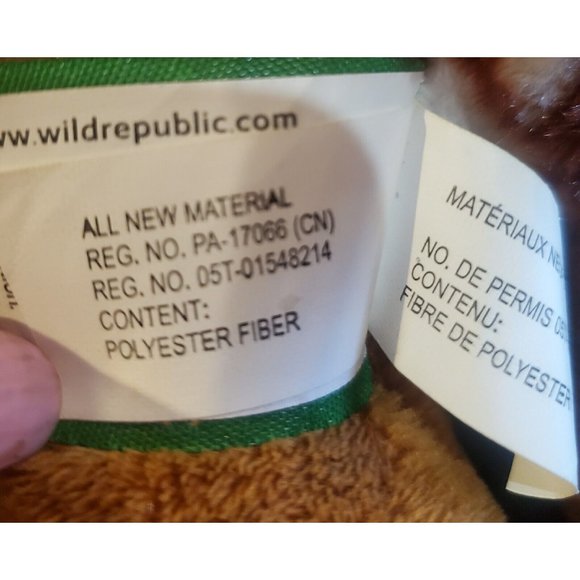 www.wildrepublic.com
ALL NEW MATERIAL
REG. NO. PA-17066 (CN)
REG. NO. 05T-01548214
CONTENT:
POLYESTER FIBER
MATÉRIAUX
NO. DE PERMIS
CONTENU:
FIBRE DE POLYESTER